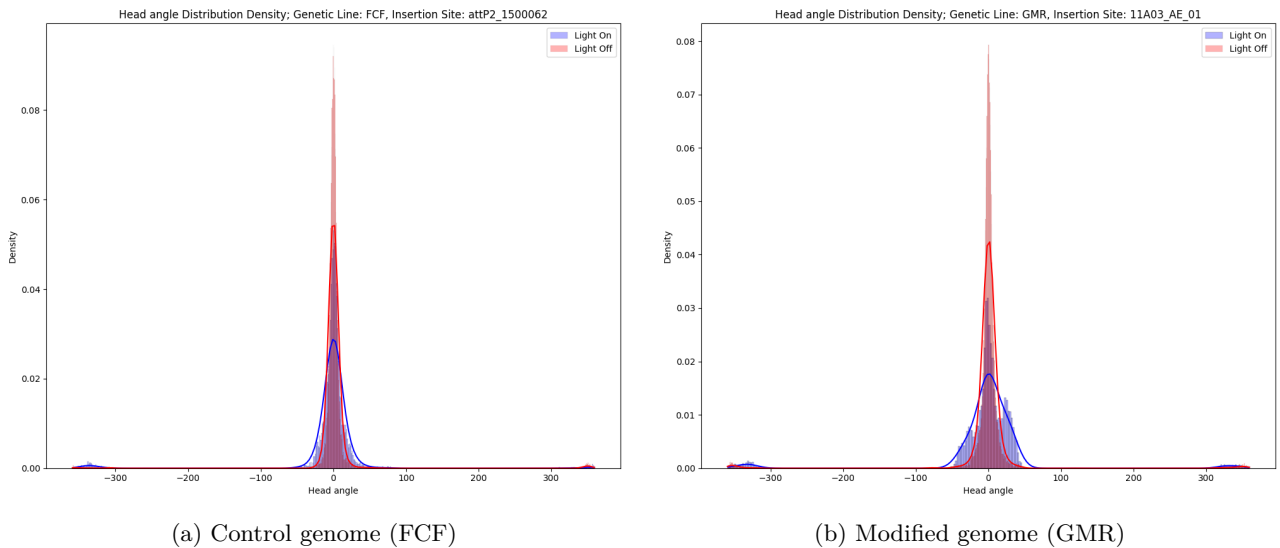 Head angle Distribution Density; Genetic Line: FCF, Insertion Site: attP2_1500062
Light On
Light Off
0.08
0.06
0.04
0.02
0.00
Density
−300
−200
−100
0
100
200
300
Head angle
(a) Control genome (FCF)
Head angle Distribution Density; Genetic Line: GMR, Insertion Site: 11A03_AE_01
Light On
Light Off
0.08
0.07
0.06
0.05
0.04
0.03
0.02
0.01
0.00
Density
−300
−200
−100
0
100
200
300
Head angle
(b) Modified genome (GMR)